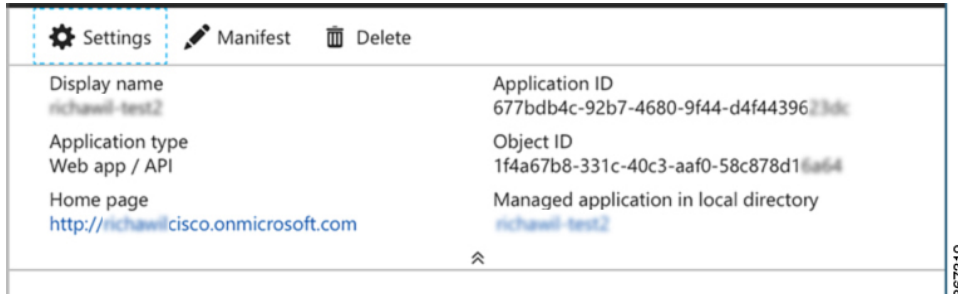 Settings Manifest Delete
Display name
Application type
Web app / API
Home page
http:// cisco.onmicrosoft.com
Application ID
677bdb4c-92b7-4680-9f44-d4f44396
Object ID
1f4a67b8-331c-40c3-aaf0-58c878d1
Managed application in local directory